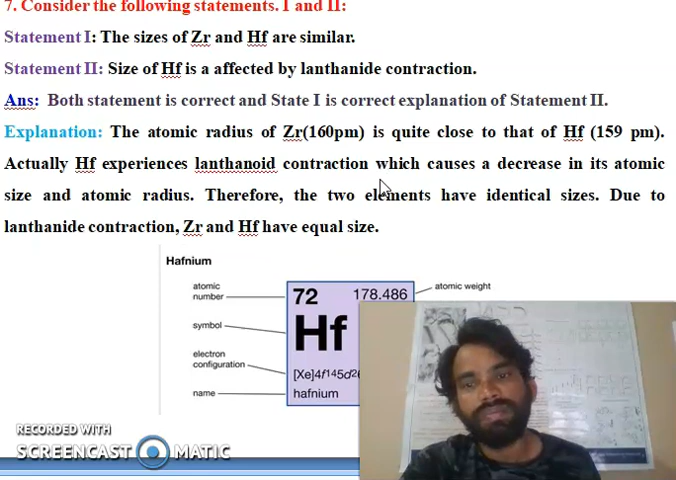 7. Consider the following statements. I and II:
Statement I: The sizes of Zr and Hf are similar.
Statement II: Size of Hf is a affected by lanthanide contraction.
Ans: Both statement is correct and State I is correct explanation of Statement II.
Explanation: The atomic radius of Zr(160pm) is quite close to that of Hf (159 pm).
Actually Hf experiences lanthanoid contraction which causes a decrease in its atomic
size and atomic radius. Therefore, the two elements have identical sizes. Due to
lanthanide contraction, Zr and Hf have equal size.
Hafnium
atomic
number
72
178.486
atomic weight
symbol
Hf
electron
configuration
[Xe]4f¹⁴5d²6
name
hafnium
RECORDED WITH
SCREENCAST MATIC